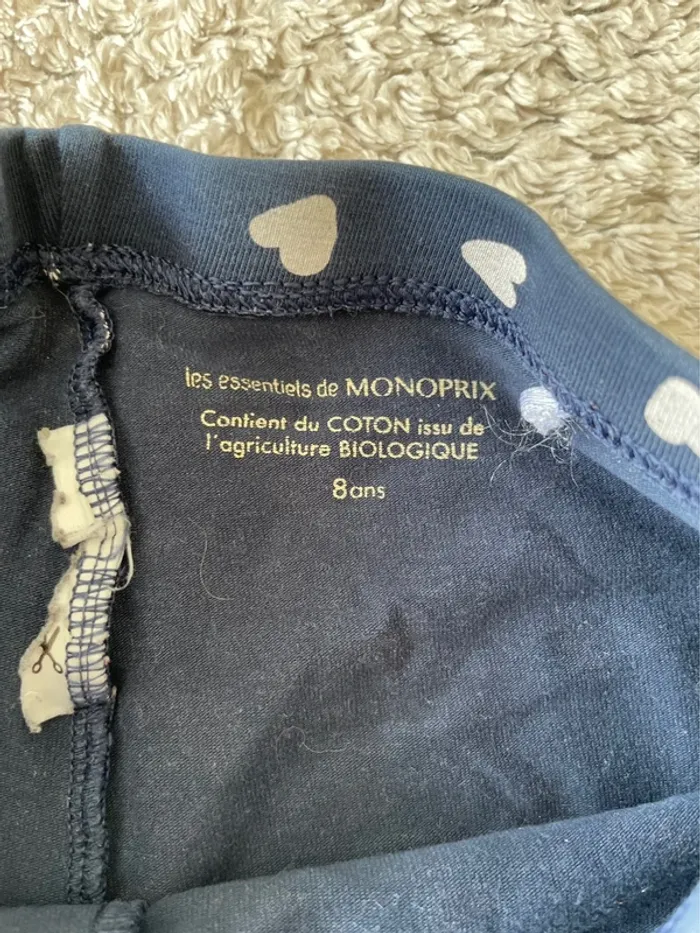 les essentiels de MONOPRIX
Contient du COTON issu de
l'agriculture BIOLOGIQUE
8ans